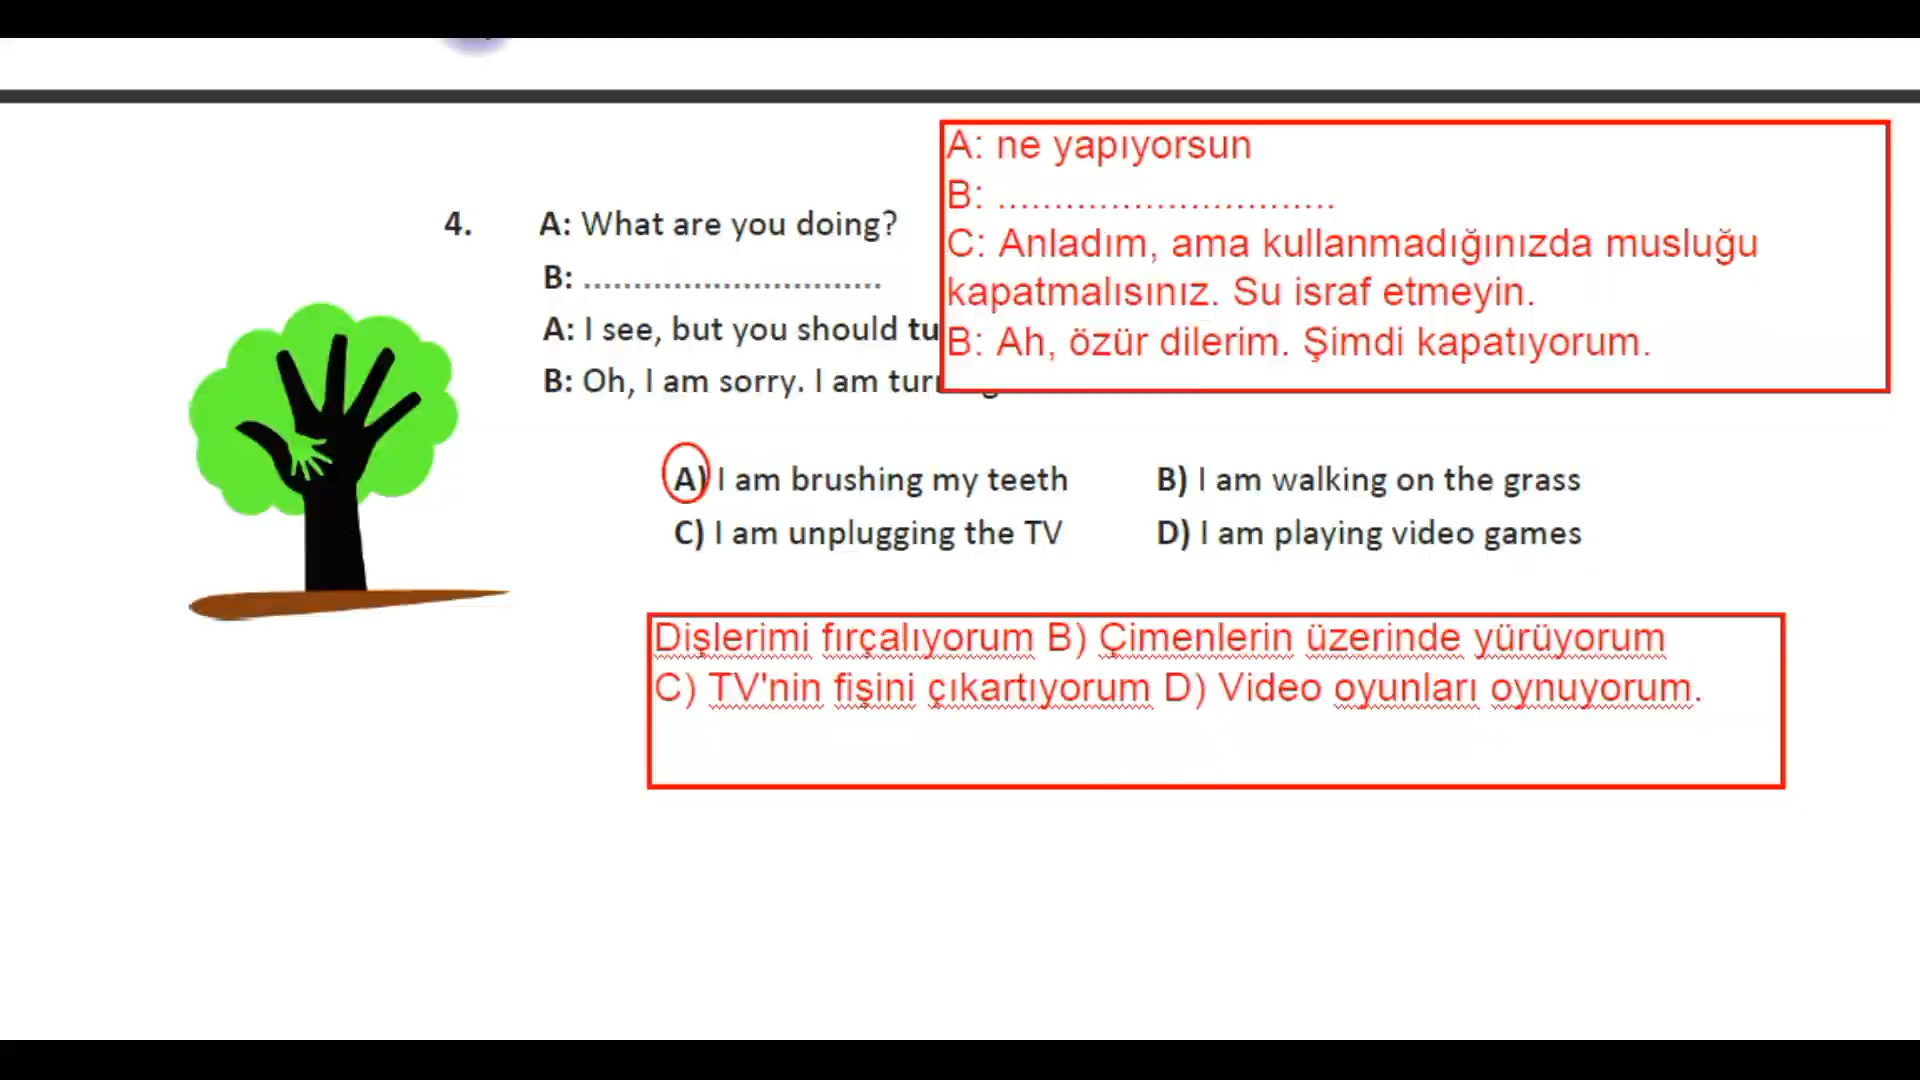 A: ne yapıyorsun
B: .............................
C: Anladım, ama kullanmadığınızda musluğu
kapatmalısınız. Su israf etmeyin.
B: Ah, özür dilerim. Şimdi kapatıyorum.
4. A: What are you doing?
B: .............................
A: I see, but you should tu
B: Oh, I am sorry. I am
A) I am brushing my teeth B) I am walking on the grass
C) I am unplugging the TV D) I am playing video games
Dişlerimi fırçalıyorum B) Çimenlerin üzerinde yürüyorum
C) TV'nin fişini çıkartıyorum D) Video oyunları oynuyorum.